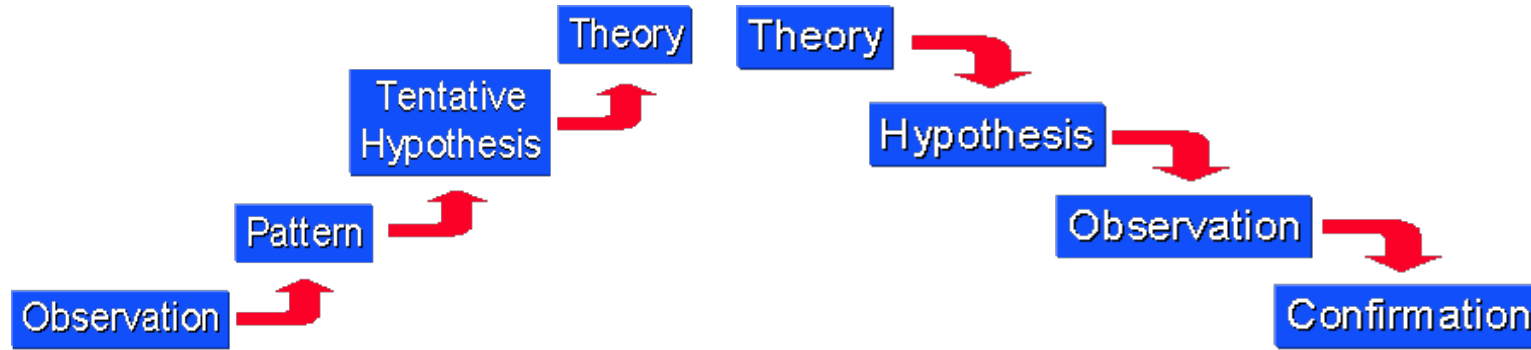 Observation
Pattern
Tentative
Hypothesis
Theory
Theory
Hypothesis
Observation
Confirmation